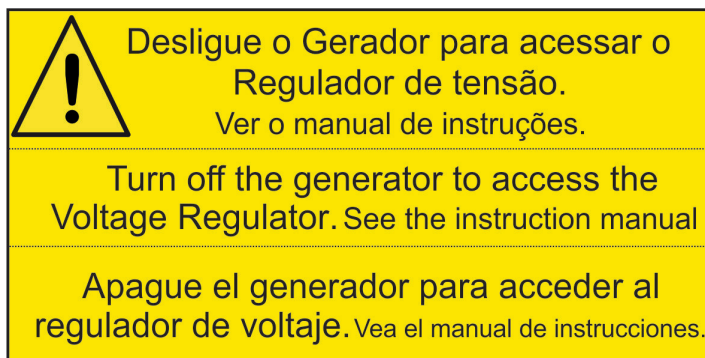 Desligue o Gerador para acessar o
Regulador de tensão.
Ver o manual de instruções.
Turn off the generator to access the
Voltage Regulator. See the instruction manual
Apague el generador para acceder al
regulador de voltaje. Vea el manual de instrucciones.